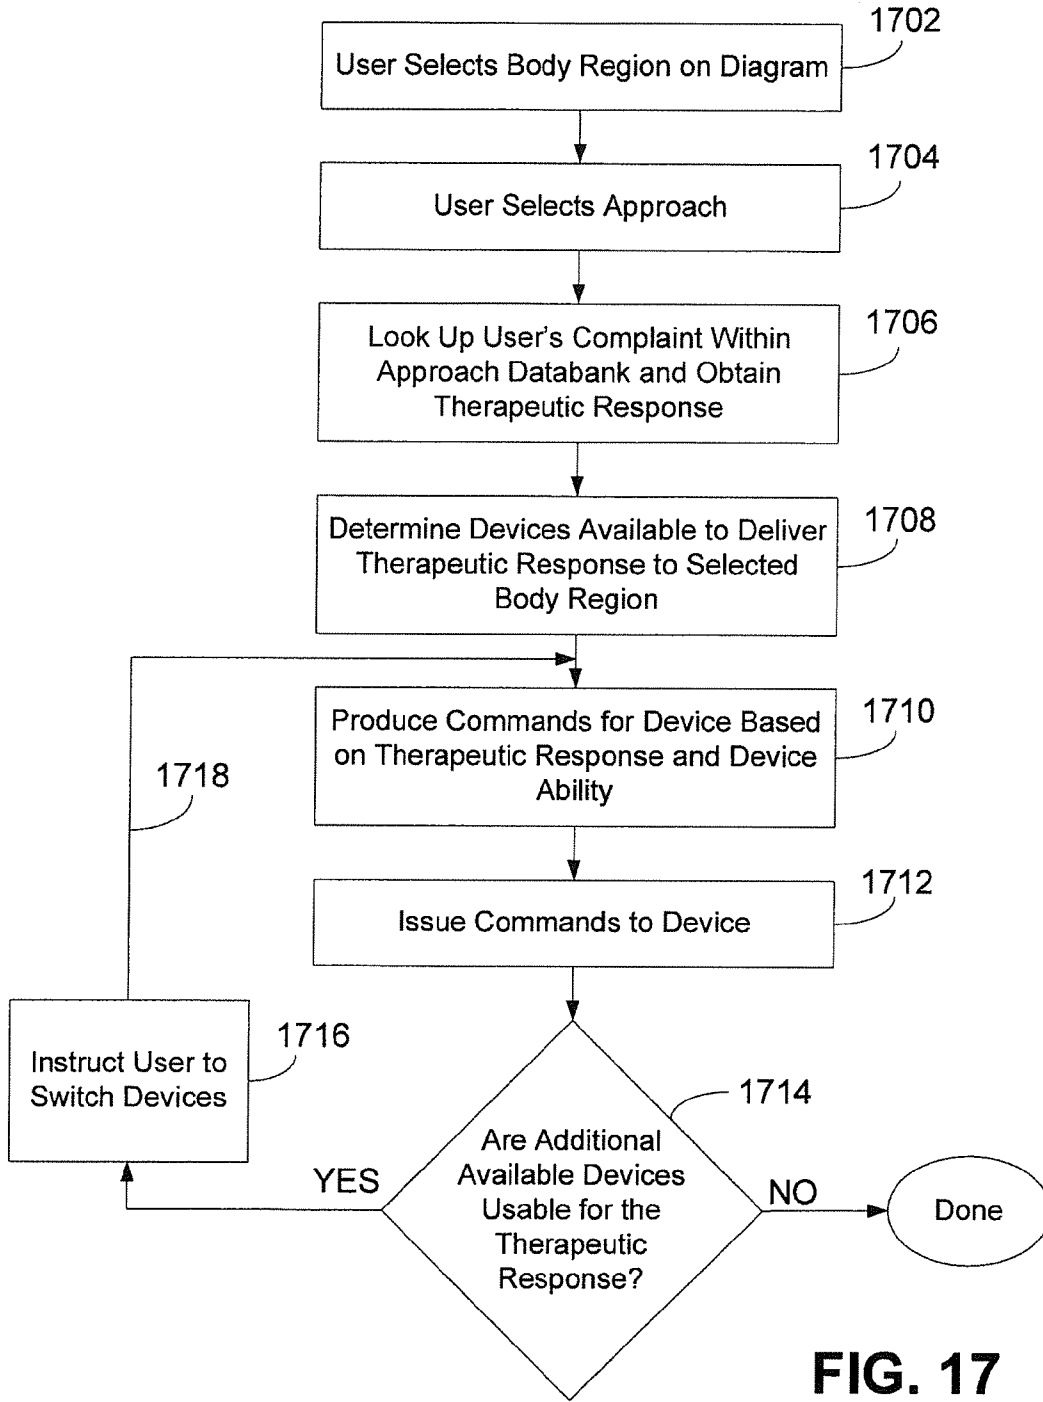 1702
User Selects Body Region on Diagram
1704
User Selects Approach
1706
Look Up User's Complaint Within
Approach Databank and Obtain
Therapeutic Response
1708
Determine Devices Available to Deliver
Therapeutic Response to Selected
Body Region
1710
Produce Commands for Device Based
on Therapeutic Response and Device
Ability
1718
1712
Issue Commands to Device
1716
Instruct User to
Switch Devices
1714
Are Additional
Available Devices
Usable for the
Therapeutic
Response?
YES
NO
Done
FIG. 17